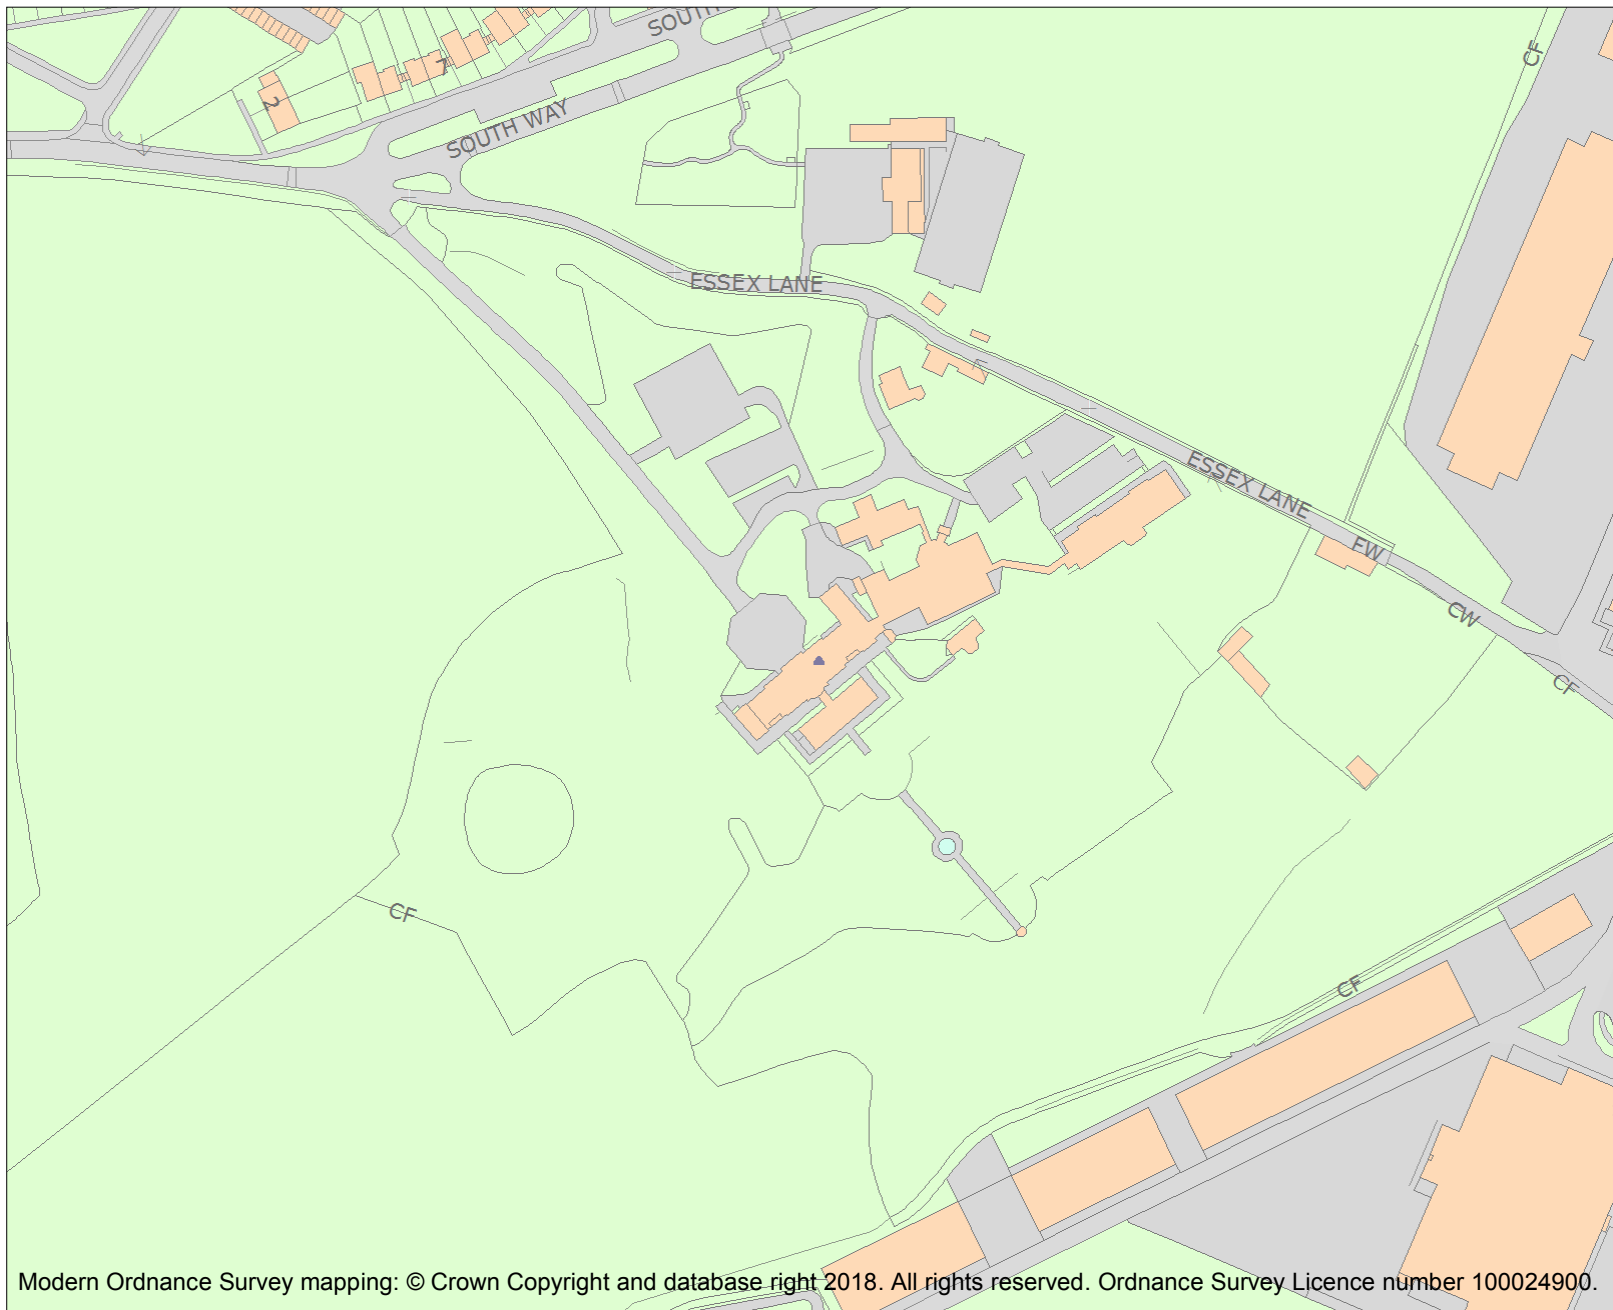 SOUTH
CF
7
2
SOUTH WAY
ESSEX LANE
ESSEX LANE
FW
CW
CF
CF
CF
Modern Ordnance Survey mapping: © Crown Copyright and database right 2018. All rights reserved. Ordnance Survey Licence number 100024900.